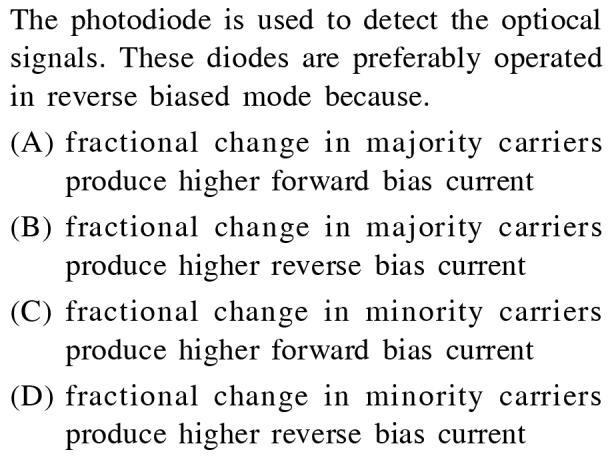 The photodiode is used to detect the optiocal
signals. These diodes are preferably operated
in reverse biased mode because.
(A) fractional change in majority carriers
produce higher forward bias current
(B) fractional change in majority carriers
produce higher reverse bias current
(C) fractional change in minority carriers
produce higher forward bias current
(D) fractional change in minority carriers
produce higher reverse bias current